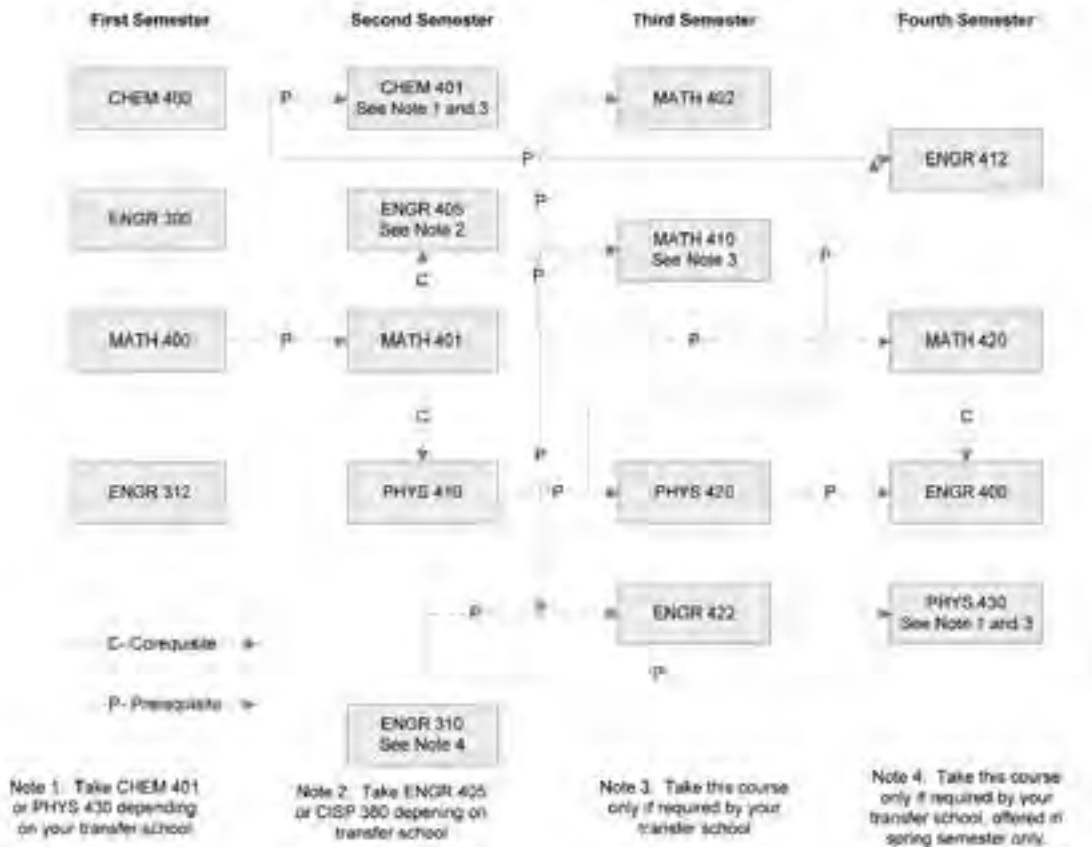 First Semester
Second Semester
Third Semester
Fourth Semester
CHEM 400
P
CHEM 401
See Note 1 and 3
MATH 402
P
ENGR 412
ENGR 300
ENGR 405
See Note 2
P
MATH 410
See Note 3
P
C
P
MATH 400
P
MATH 401
P
MATH 420
C
C
P
ENGR 312
PHYS 410
P
PHYS 420
P
ENGR 400
P
P
ENGR 422
PHYS 430
See Note 1 and 3
C- Corequisite
P
P- Prerequisite
ENGR 310
See Note 4
Note 1. Take CHEM 401
or PHYS 430 depending
on your transfer school
Note 2. Take ENGR 405
or CISP 360 depening on
transfer school
Note 3. Take this course
only if required by your
transfer school
Note 4. Take this course
only if required by your
transfer school, offered in
spring semester only.